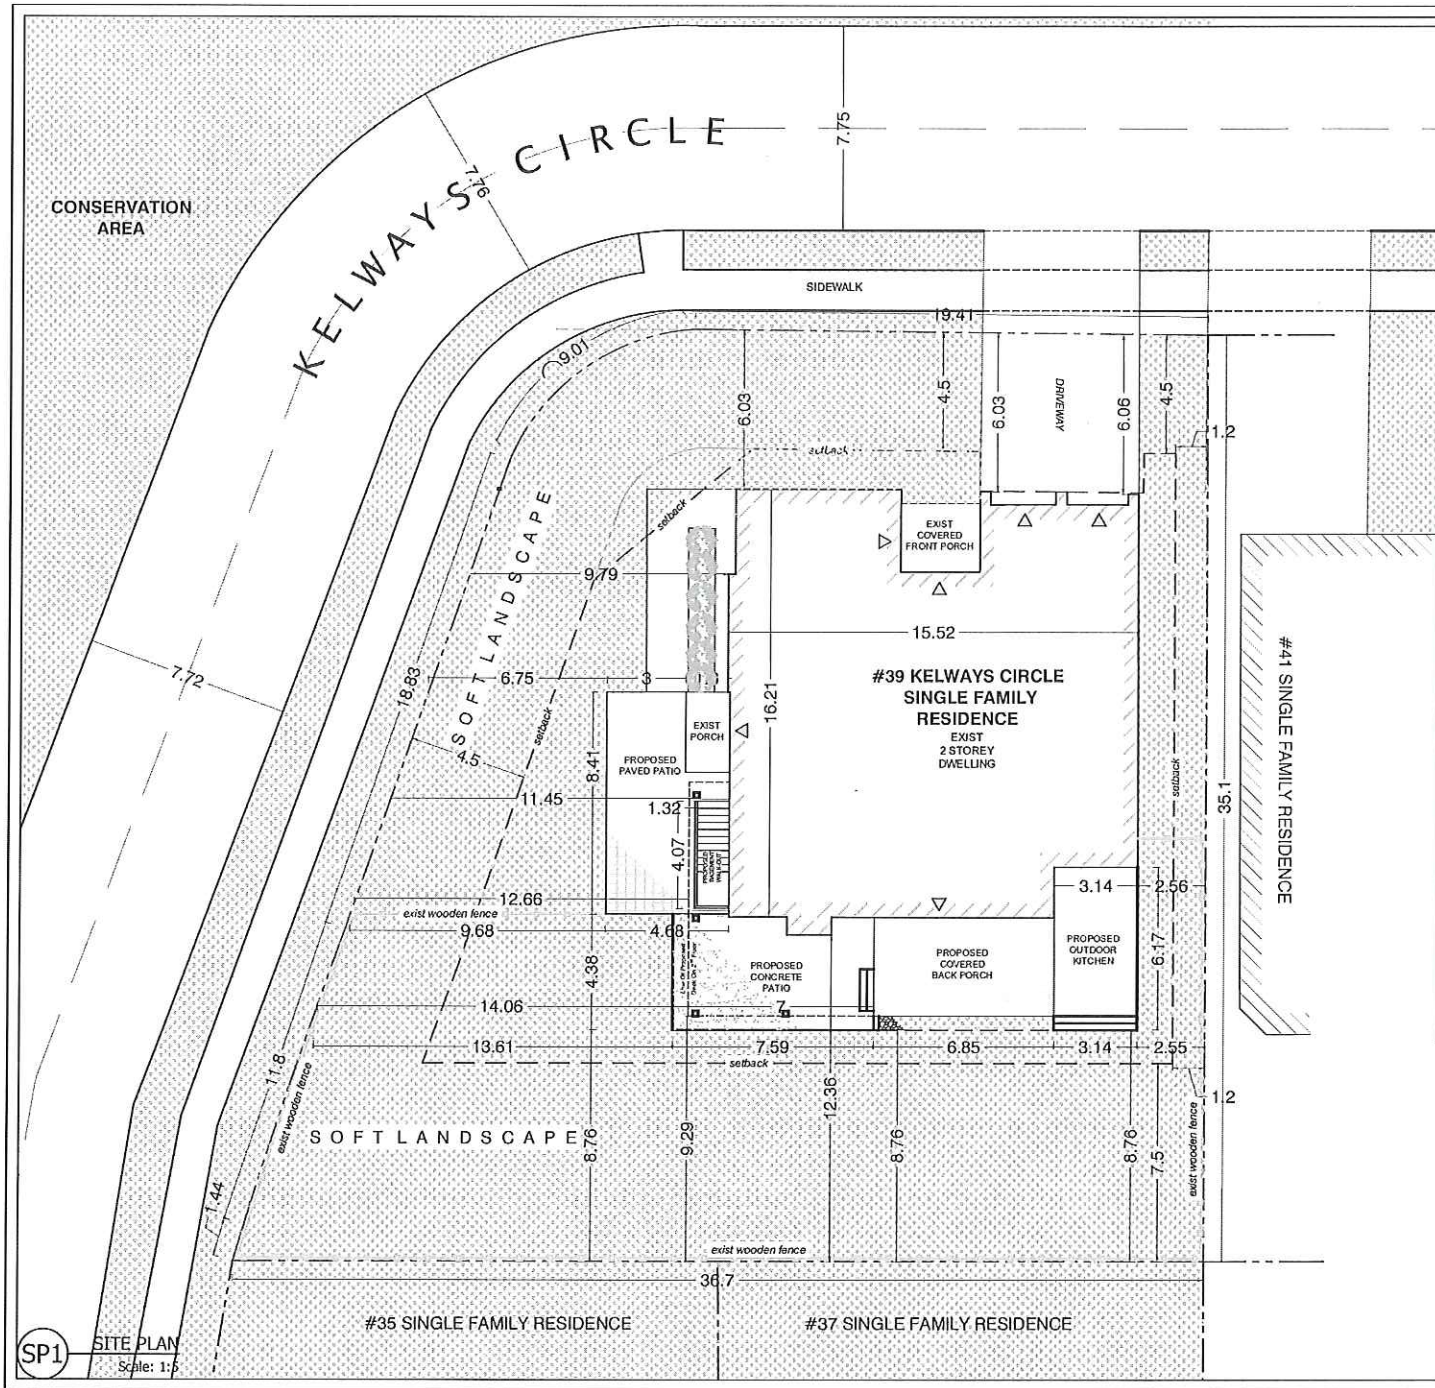 KELWAYS CIRCLE
7.75
7.76
CONSERVATION
AREA
SIDEWALK
19.41
9.01
6.03
4.5
6.03
DRIVEWAY
6.06
4.5
1.2
setback
setback
SOFT LANDSCAPE
EXIST
COVERED
FRONT PORCH
9.79
15.52
7.72
18.83
6.75
3
16.21
#39 KELWAYS CIRCLE
SINGLE FAMILY
RESIDENCE
EXIST
2 STOREY
DWELLING
#41 SINGLE FAMILY RESIDENCE
setback
setback
35.1
EXIST
PORCH
PROPOSED
PAVED PATIO
8.41
4.5
11.45
1.32
4.07
PROPOSED
BASEMENT
WALK-OUT
12.66
exist wooden fence
9.68
4.68
3.14
2.56
6.17
4.38
PROPOSED
CONCRETE
PATIO
PROPOSED
COVERED
BACK PORCH
PROPOSED
OUTDOOR
KITCHEN
14.06
7
13.61
7.59
6.85
3.14
2.55
setback
1.2
11.8
exist wooden fence
SOFT LANDSCAPE
8.76
9.29
12.36
8.76
8.76
7.5
exist wooden fence
1.44
exist wooden fence
36.7
#35 SINGLE FAMILY RESIDENCE
#37 SINGLE FAMILY RESIDENCE
SP1
SITE PLAN
Scale: 1: